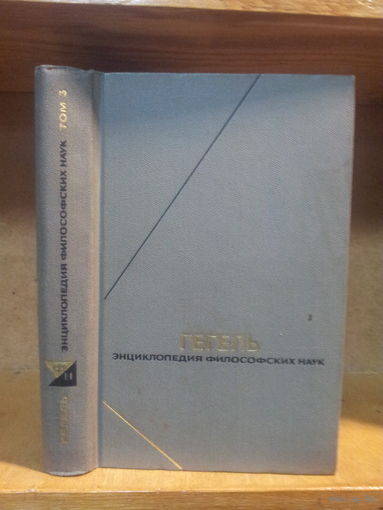 ГЕГЕЛЬ
ЭНЦИКЛОПЕДИЯ ФИЛОСОФСКИХ НАУК
ГЕГЕЛЬ
Ф
Н
ЭНЦИКЛОПЕДИЯ ФИЛОСОФСКИХ НАУК ТОМ 3